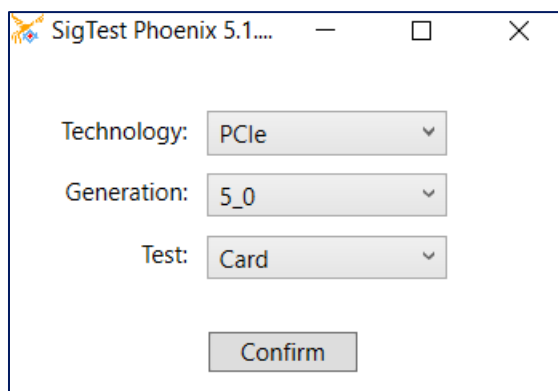 SigTest Phoenix 5.1....
Technology: PCIe
Generation: 5_0
Test: Card
Confirm